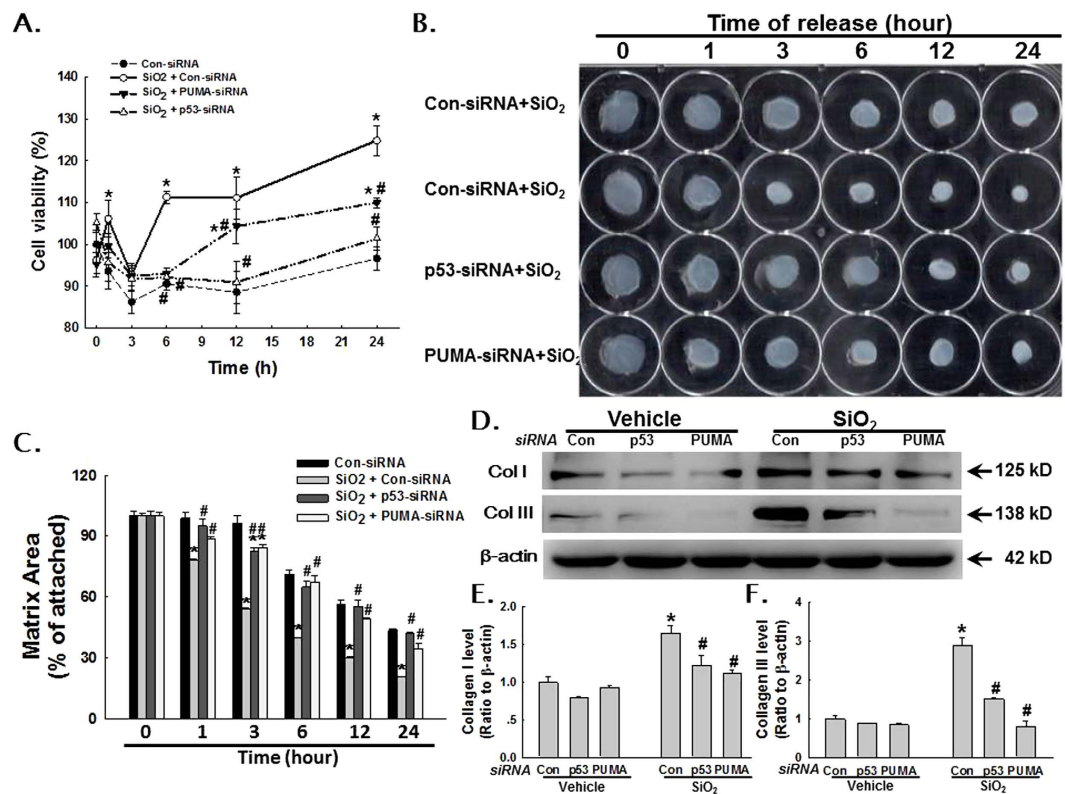 A.
Con-siRNA
SiO2 + Con-siRNA
SiO₂ + PUMA-siRNA
SiO₂ + p53-siRNA
Cell viability (%)
140
130
120
110
100
90
80
* * * * * # * # # # # #
0 3 6 9 12 15 18 21 24
Time (h)
B.
Time of release (hour)
0 1 3 6 12 24
Con-siRNA+SiO₂
Con-siRNA+SiO₂
p53-siRNA+SiO₂
PUMA-siRNA+SiO₂
C.
Con-siRNA
SiO2 + Con-siRNA
SiO₂ + p53-siRNA
SiO₂ + PUMA-siRNA
Matrix Area
(% of attached)
120
90
60
30
0
* # # * ## ** * # # * # # * # #
0 1 3 6 12 24
Time (hour)
D.
Vehicle SiO₂
siRNA Con p53 PUMA Con p53 PUMA
Col I 125 kD
Col III 138 kD
β-actin 42 kD
E.
Collagen I level
(Ratio to β-actin)
2.0
1.5
1.0
.5
0.0
* # #
siRNA Con p53 PUMA Con p53 PUMA
Vehicle SiO₂
F.
Collagen III level
(Ratio to β-actin)
4
3
2
1
0
* # #
siRNA Con p53 PUMA Con p53 PUMA
Vehicle SiO₂